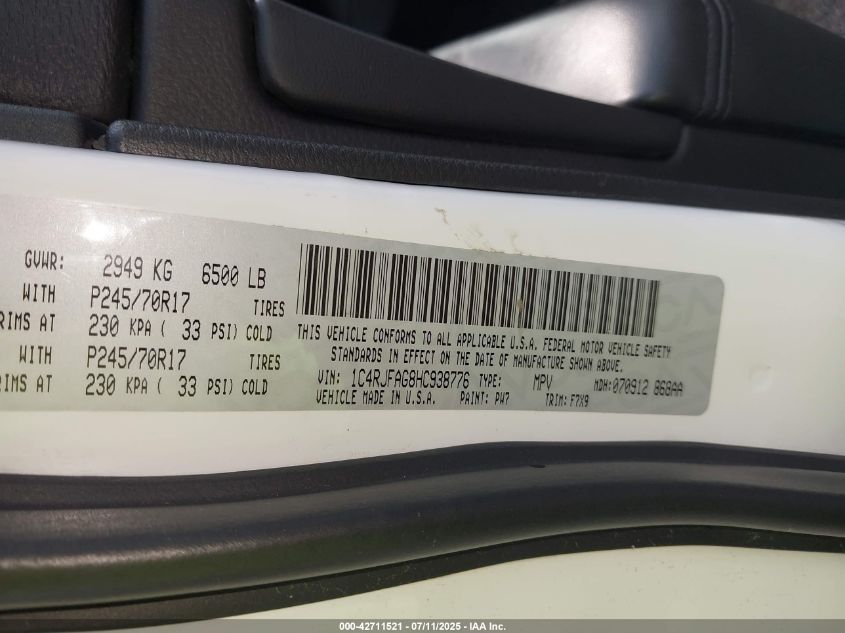 GVWR: 2949 KG 6500 LB
WITH P245/70R17 TIRES
RIMS AT 230 KPA ( 33 PSI) COLD
WITH P245/70R17 TIRES
RIMS AT 230 KPA ( 33 PSI) COLD
THIS VEHICLE CONFORMS TO ALL APPLICABLE U.S.A. FEDERAL MOTOR VEHICLE SAFETY
STANDARDS IN EFFECT ON THE DATE OF MANUFACTURE SHOWN ABOVE.
VIN: 1C4RJFAG8HC938776 TYPE: MPV MDH:070912 868AA
VEHICLE MADE IN U.S.A. PAINT: PW7 TRIM: F7X9
000-42711521 - 07/11/2025 - IAA Inc.